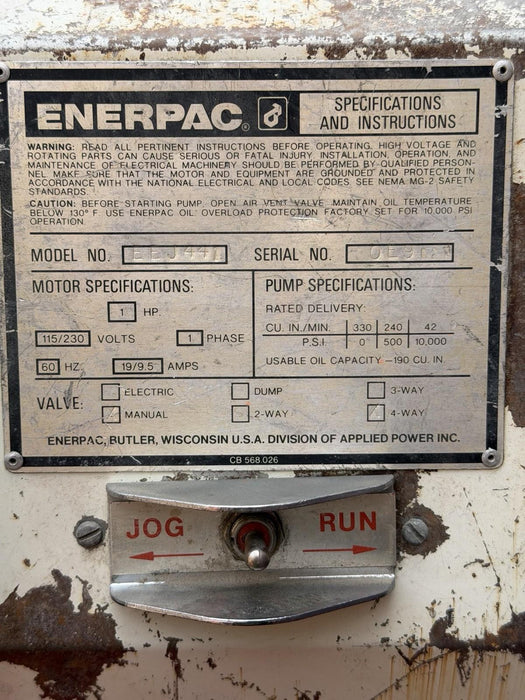 ENERPAC®
SPECIFICATIONS
AND INSTRUCTIONS
WARNING: READ ALL PERTINENT INSTRUCTIONS BEFORE OPERATING. HIGH VOLTAGE AND
ROTATING PARTS CAN CAUSE SERIOUS OR FATAL INJURY. INSTALLATION, OPERATION, AND
MAINTENANCE OF ELECTRICAL MACHINERY SHOULD BE PERFORMED BY QUALIFIED PERSON-
NEL. MAKE SURE THAT THE MOTOR AND EQUIPMENT ARE GROUNDED AND PROTECTED IN
ACCORDANCE WITH THE NATIONAL ELECTRICAL AND LOCAL CODES. SEE NEMA MG-2 SAFETY
STANDARDS.
CAUTION: BEFORE STARTING PUMP, OPEN AIR VENT VALVE. MAINTAIN OIL TEMPERATURE
BELOW 130° F. USE ENERPAC OIL. OVERLOAD PROTECTION FACTORY SET FOR 10,000 PSI
OPERATION.
MODEL NO.
SERIAL NO.
MOTOR SPECIFICATIONS:
1 HP
115/230 VOLTS 1 PHASE
60 HZ. 19/9.5 AMPS
PUMP SPECIFICATIONS:
RATED DELIVERY:
CU. IN./MIN. 330 240 42
P.S.I. 0 500 10,000
USABLE OIL CAPACITY —190 CU. IN.
VALVE:
ELECTRIC DUMP 3-WAY
MANUAL 2-WAY 4-WAY
ENERPAC, BUTLER, WISCONSIN U.S.A. DIVISION OF APPLIED POWER INC.
CB 568 026
JOG RUN